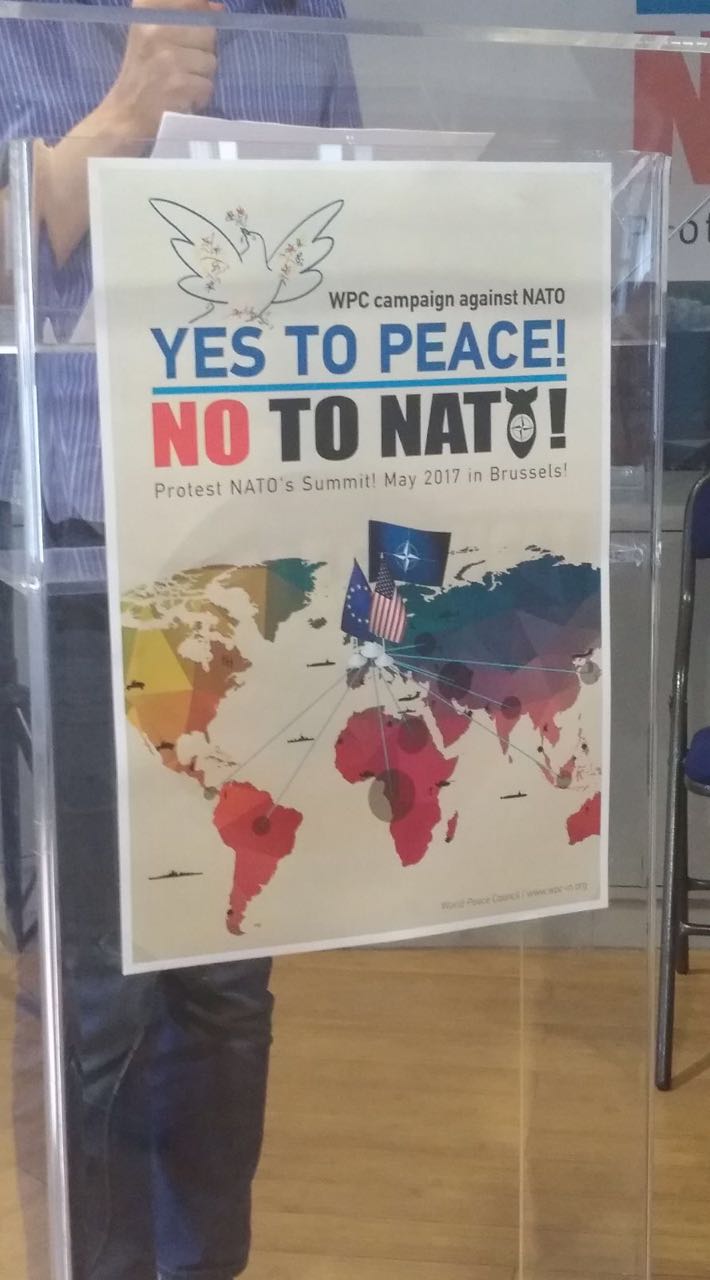 WPC campaign against NATO
YES TO PEACE!
NO TO NATO!
Protest NATO's Summit! May 2017 in Brussels!
World Peace Council / www.wpc-in.org
N
rot